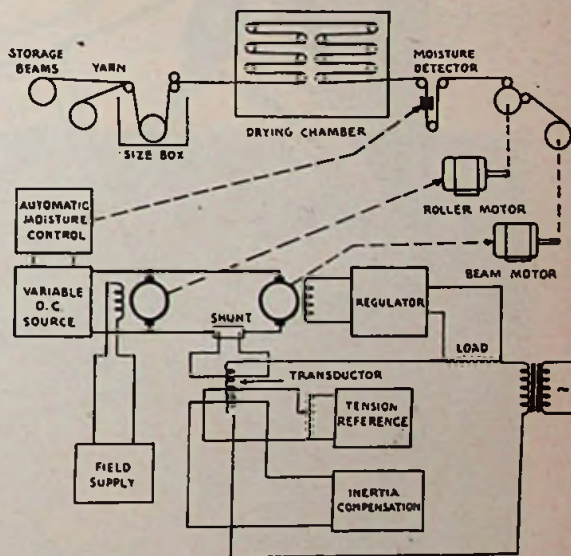 STORAGE
BEAMS
YARN
SIZE BOX
DRYING CHAMBER
MOISTURE
DETECTOR
AUTOMATIC
MOISTURE
CONTROL
ROLLER MOTOR
BEAM MOTOR
VARIABLE
D.C.
SOURCE
SHUNT
REGULATOR
LOAD
TRANSDUCTOR
TENSION
REFERENCE
FIELD
SUPPLY
INERTIA
COMPENSATION
~